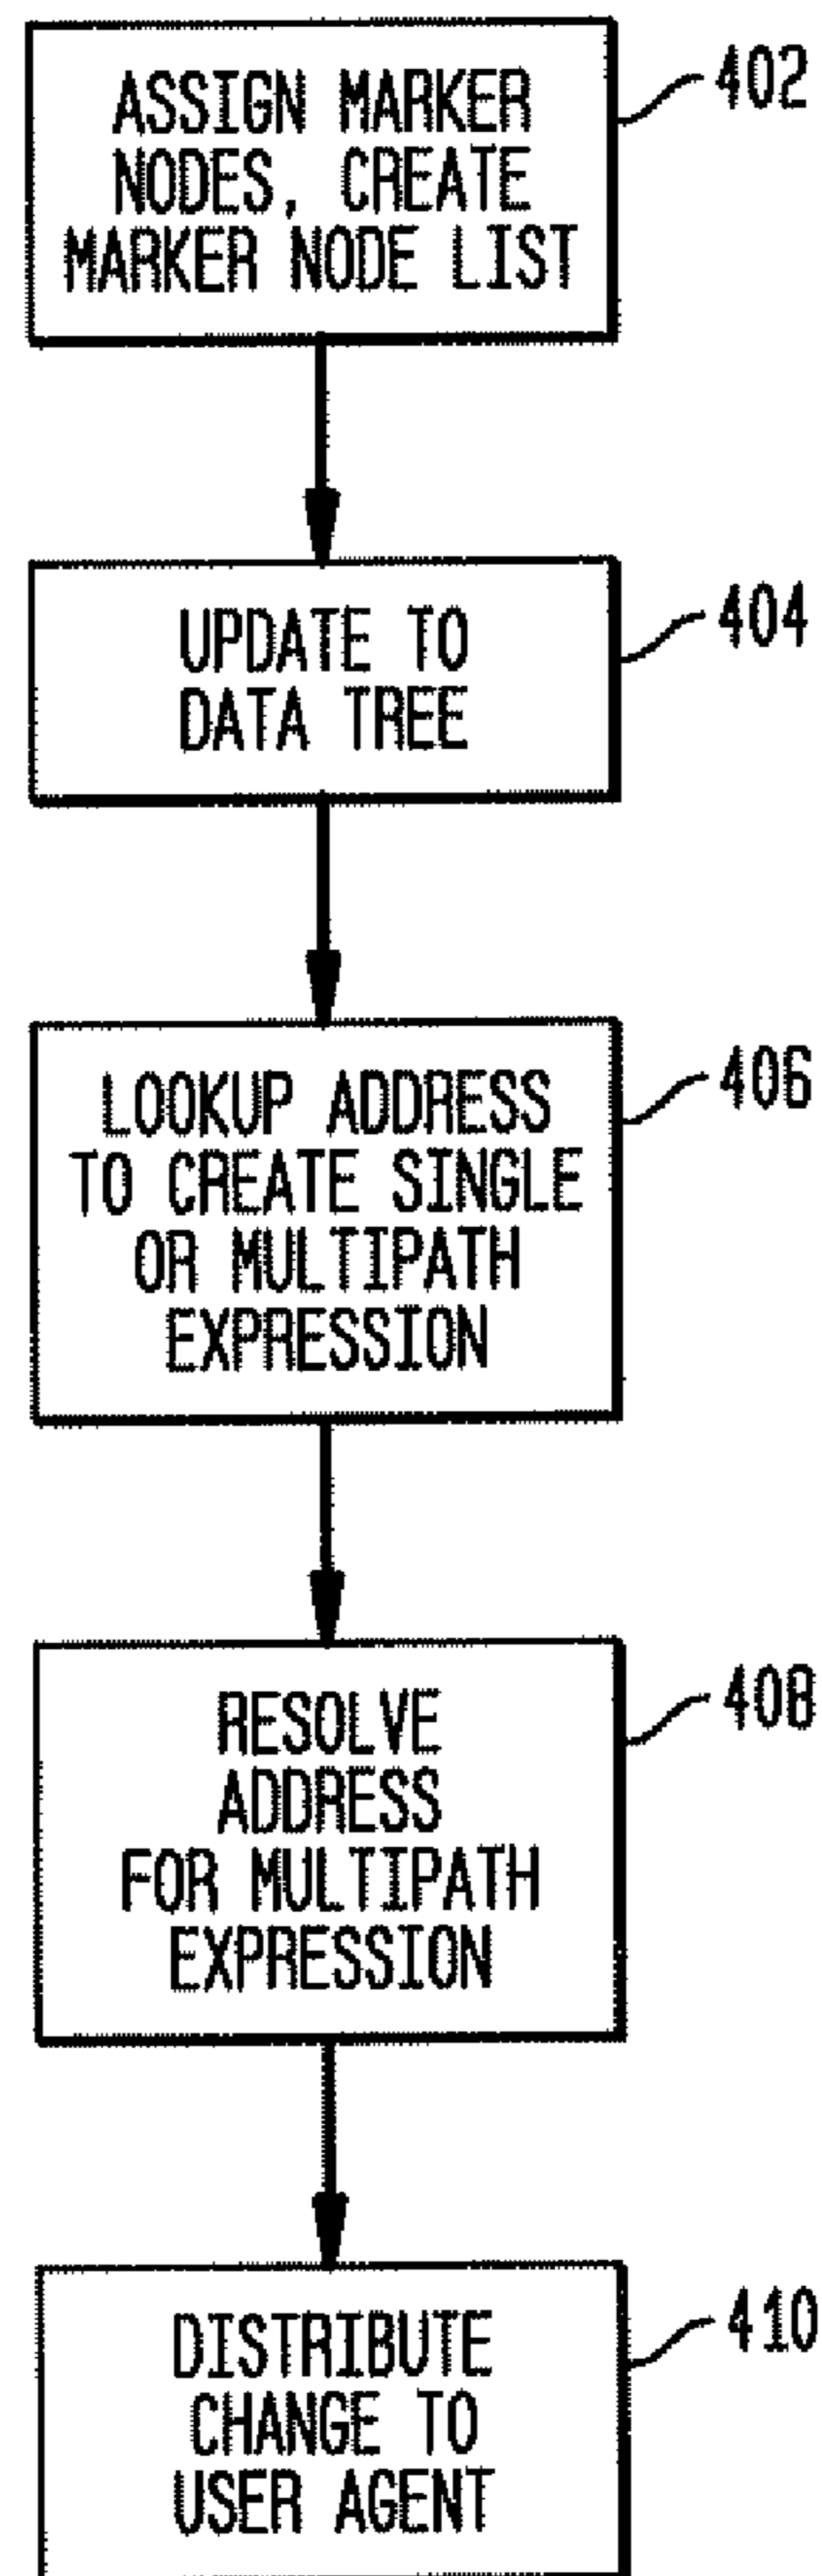 ASSIGN MARKER
NODES, CREATE
MARKER NODE LIST
402
UPDATE TO
DATA TREE
404
LOOKUP ADDRESS
TO CREATE SINGLE
OR MULTIPATH
EXPRESSION
406
RESOLVE
ADDRESS
FOR MULTIPATH
EXPRESSION
408
DISTRIBUTE
CHANGE TO
USER AGENT
410